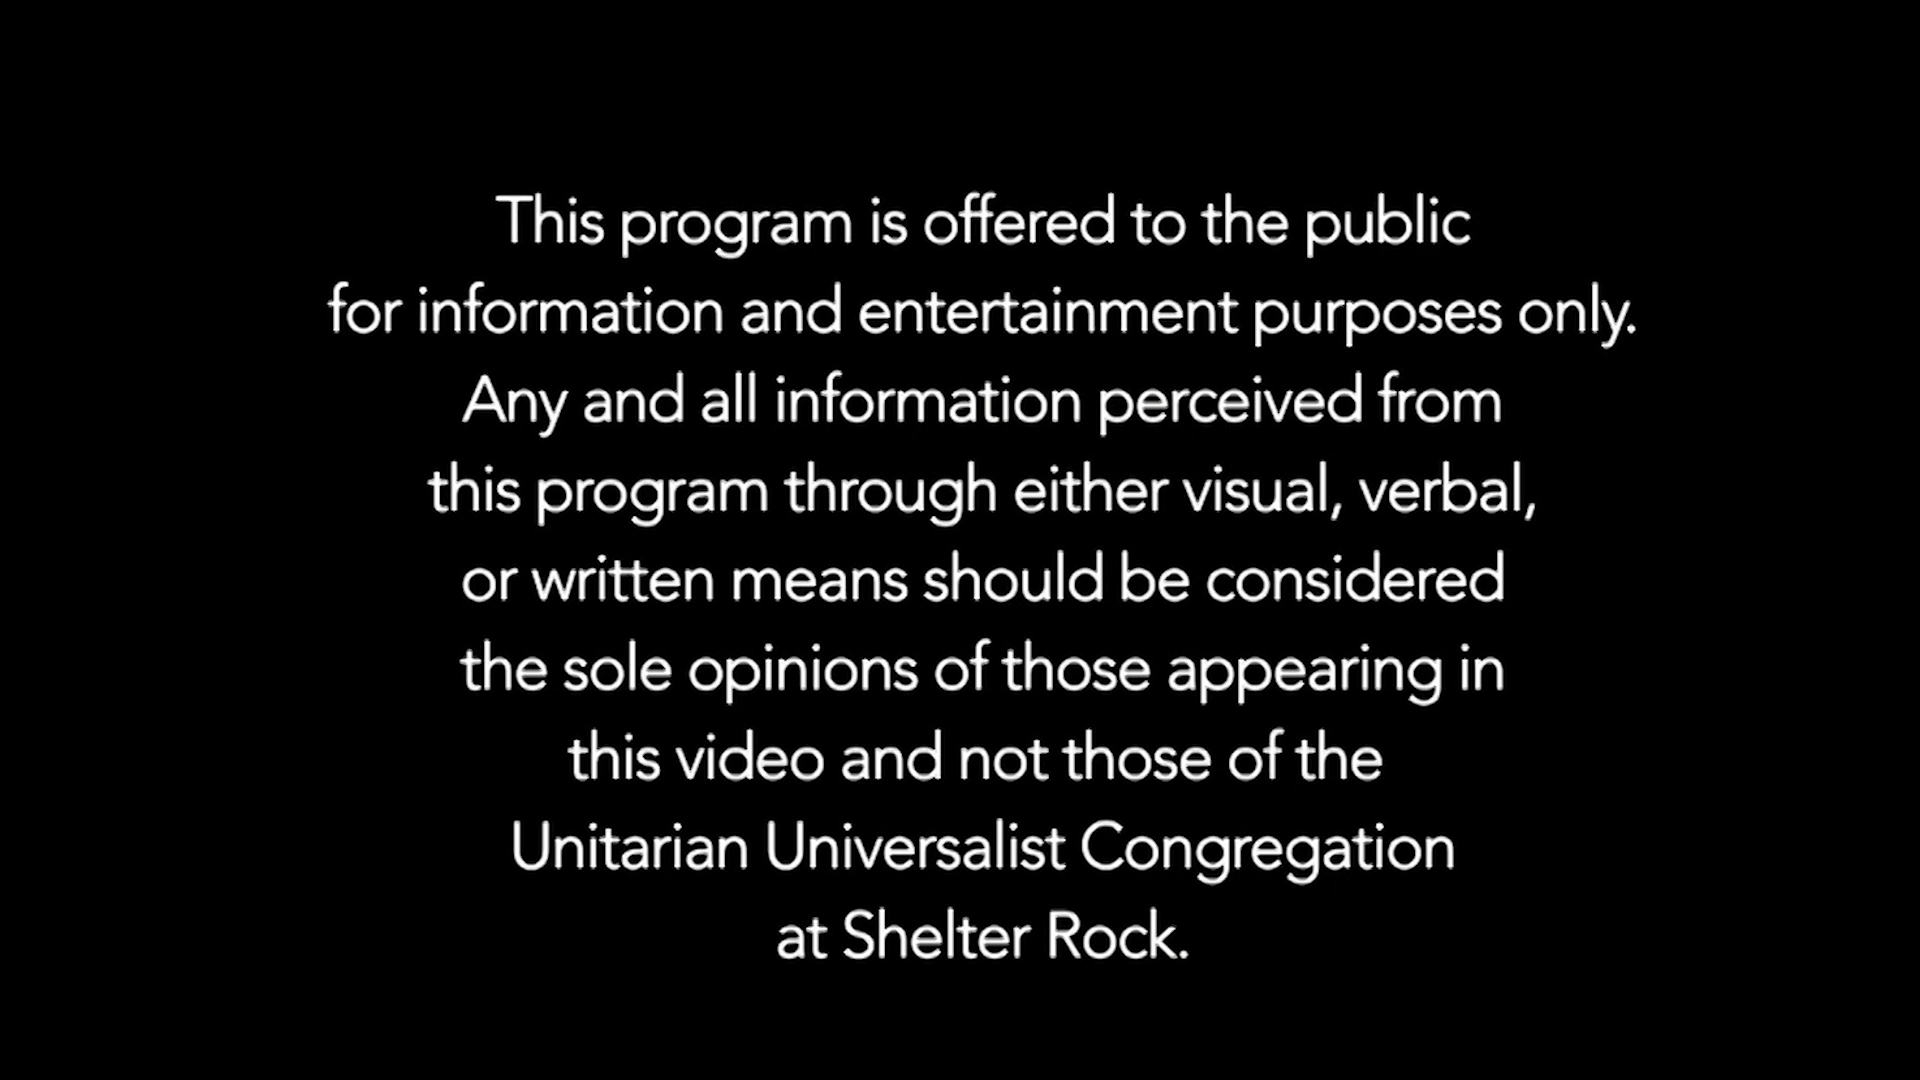 This program is offered to the public
for information and entertainment purposes only.
Any and all information perceived from
this program through either visual, verbal,
or written means should be considered
the sole opinions of those appearing in
this video and not those of the
Unitarian Universalist Congregation
at Shelter Rock.